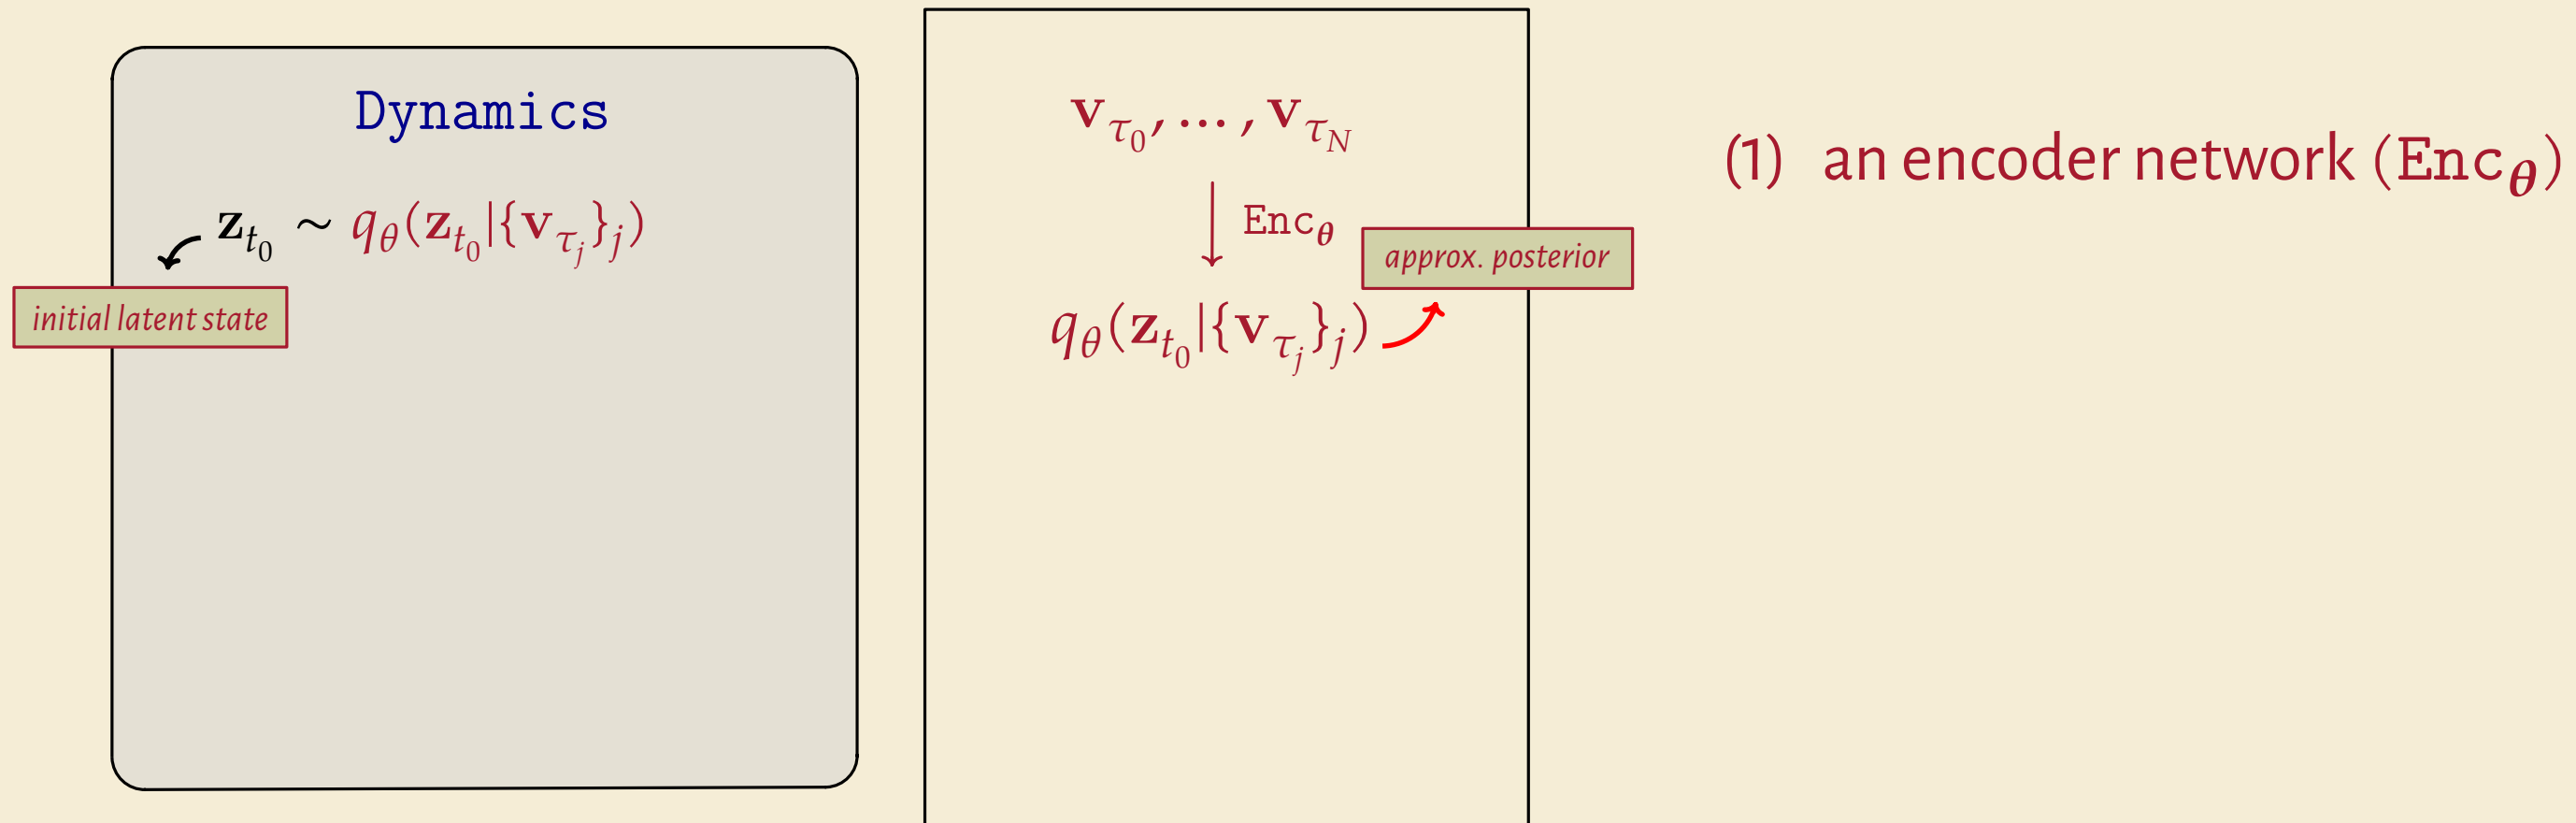 Dynamics
𝐳_{t_0} ∼ q_θ(𝐳_{t_0}|{𝐯_{τ_j}}_j)
initial latent state
𝐯_{τ_0}, … , 𝐯_{τ_N}
Enc_𝜽
approx. posterior
q_θ(𝐳_{t_0}|{𝐯_{τ_j}}_j)
(1) an encoder network (Enc_𝜽)